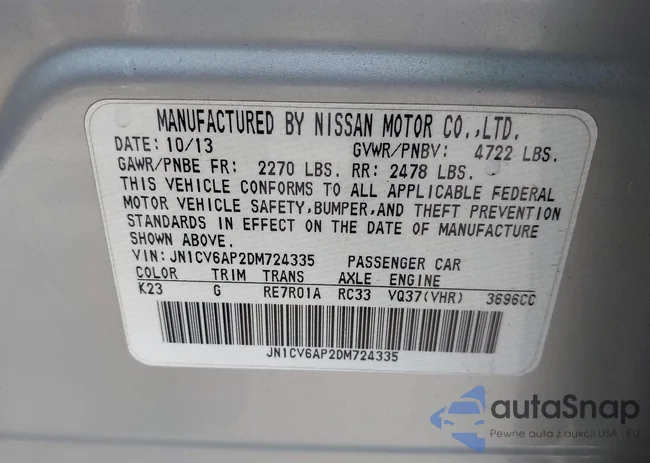 MANUFACTURED BY NISSAN MOTOR CO.,LTD.
DATE: 10/13 GVWR/PNBV: 4722 LBS.
GAWR/PNBE FR: 2270 LBS. RR: 2478 LBS.
THIS VEHICLE CONFORMS TO ALL APPLICABLE FEDERAL
MOTOR VEHICLE SAFETY,BUMPER,AND THEFT PREVENTION
STANDARDS IN EFFECT ON THE DATE OF MANUFACTURE
SHOWN ABOVE.
VIN: JN1CV6AP2DM724335 PASSENGER CAR
COLOR TRIM TRANS AXLE ENGINE
K23 G RE7R01A RC33 VQ37(VHR) 3696CC
JN1CV6AP2DM724335
autaSnap
Pewne auta z aukcji USA - EU